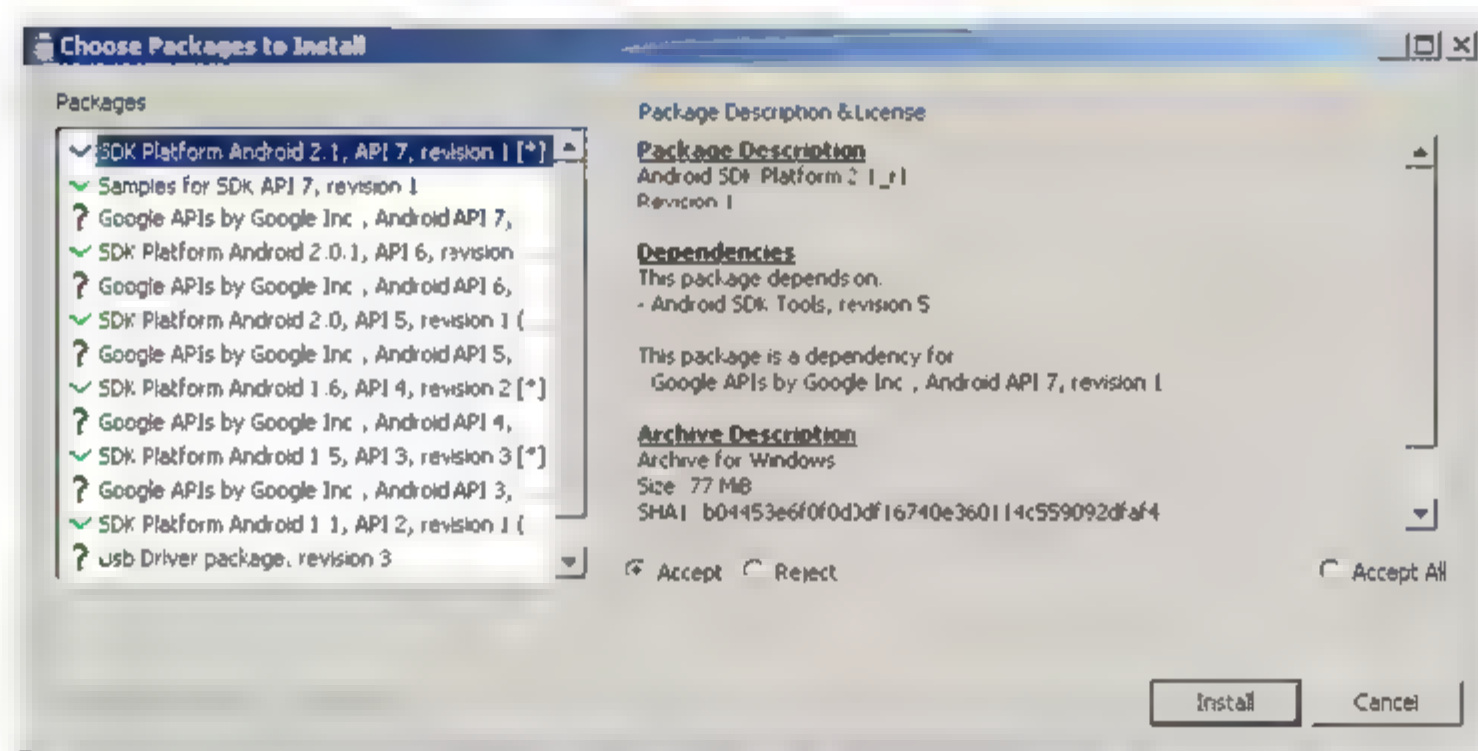 Choose Packages to Install
Packages
SDK Platform Android 2.1, API 7, revision 1 [*]
Samples for SDK API 7, revision 1
? Google APIs by Google Inc , Android API 7,
SDK Platform Android 2.0.1, API 6, revision
? Google APIs by Google Inc , Android API 6,
SDK Platform Android 2.0, API 5, revision 1 (
? Google APIs by Google Inc , Android API 5,
SDK Platform Android 1.6, API 4, revision 2 [*]
? Google APIs by Google Inc , Android API 4,
SDK Platform Android 1 5, API 3, revision 3 [*]
? Google APIs by Google Inc , Android API 3,
SDK Platform Android 1 1, API 2, revision 1 (
? Usb Driver package, revision 3
Package Description & License
Package Description
Android SDK Platform 2 1_r1
Revision 1
Dependencies
This package depends on.
- Android SDK Tools, revision 5
This package is a dependency for
Google APIs by Google Inc , Android API 7, revision 1
Archive Description
Archive for Windows
Size 77 MiB
SHA1
Accept
Reject
Accept All
Install
Cancel